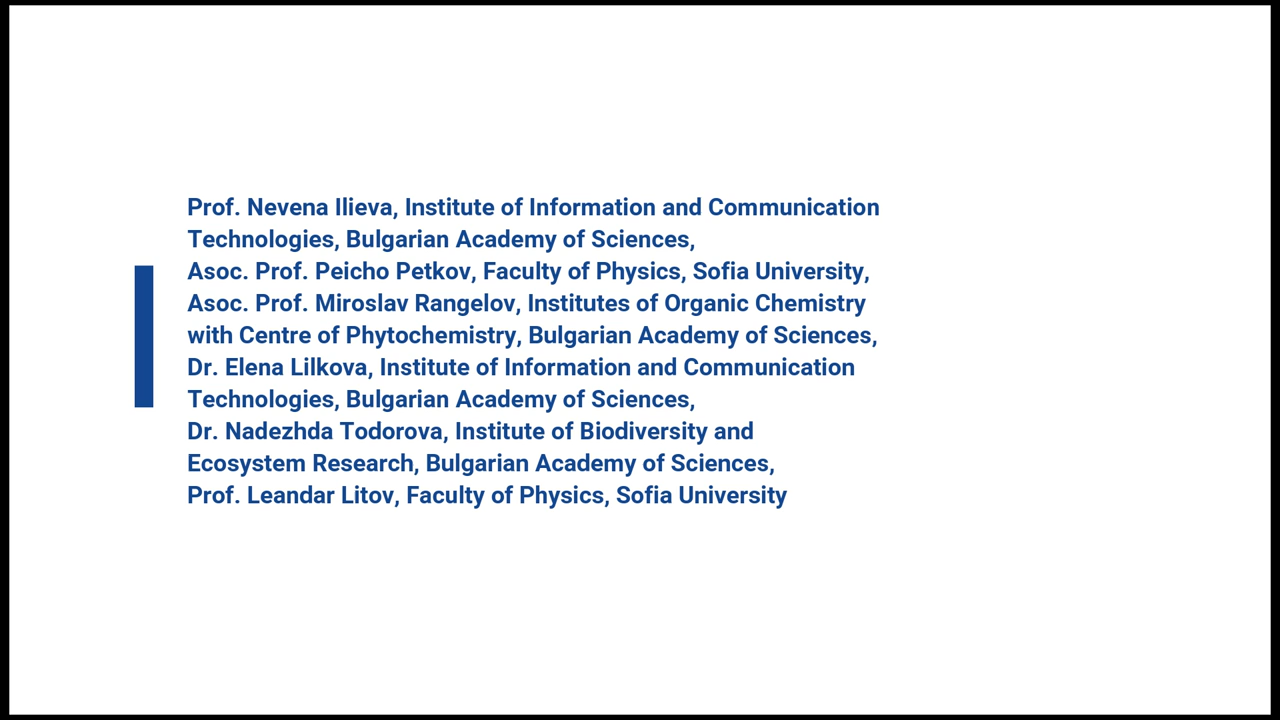 Prof. Nevena Ilieva, Institute of Information and Communication
Technologies, Bulgarian Academy of Sciences,
Asoc. Prof. Peicho Petkov, Faculty of Physics, Sofia University,
Asoc. Prof. Miroslav Rangelov, Institutes of Organic Chemistry
with Centre of Phytochemistry, Bulgarian Academy of Sciences,
Dr. Elena Lilkova, Institute of Information and Communication
Technologies, Bulgarian Academy of Sciences,
Dr. Nadezhda Todorova, Institute of Biodiversity and
Ecosystem Research, Bulgarian Academy of Sciences,
Prof. Leandar Litov, Faculty of Physics, Sofia University